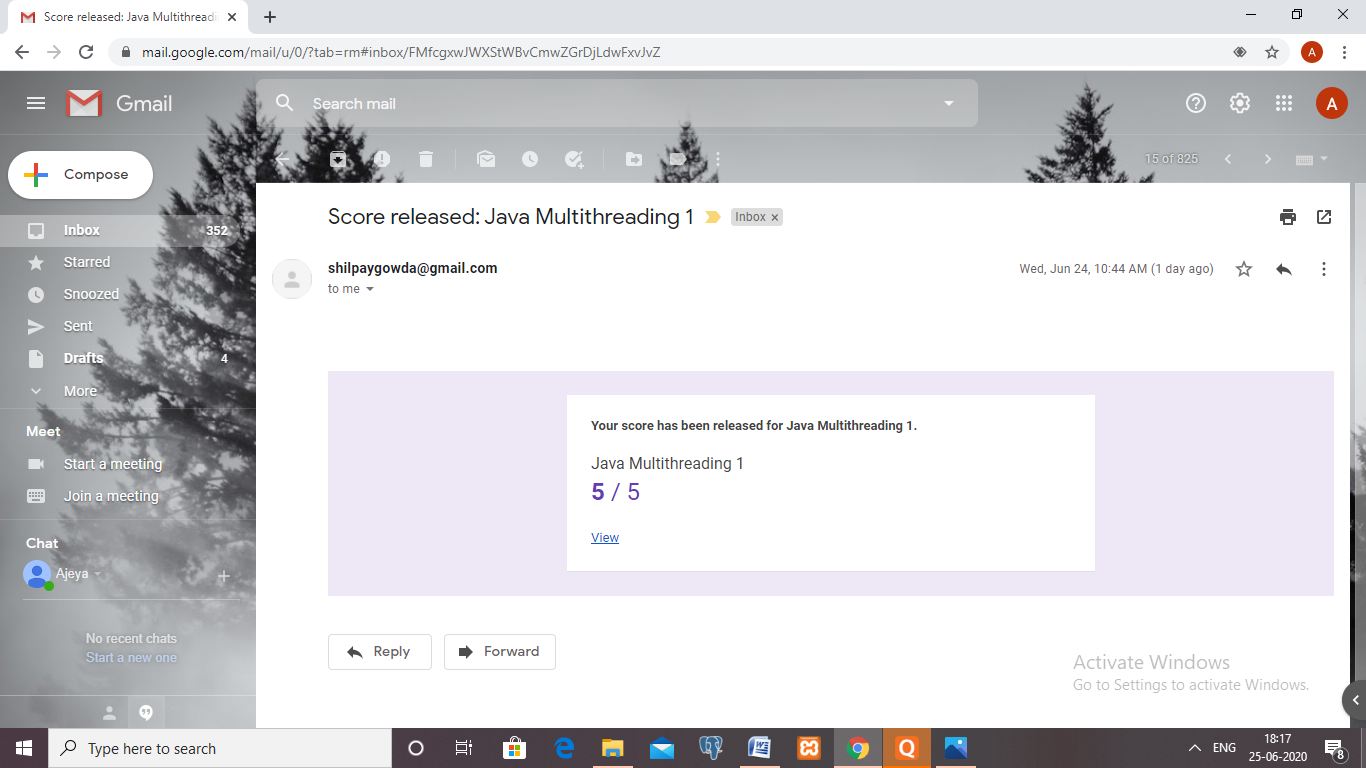 Score released: Java Multithreadi
mail.google.com/mail/u/0/?tab=rm#inbox/FMfcgxwJWXStWBvCmwZGrDjLdwFxvJvZ
A
Gmail
Search mail
A
Compose
15 of 825
Inbox 352
Starred
Snoozed
Sent
Drafts 4
More
Meet
Start a meeting
Join a meeting
Chat
Ajeya
No recent chats
Start a new one
Score released: Java Multithreading 1
Inbox x
shilpaygowda@gmail.com
Wed, Jun 24, 10:44 AM (1 day ago)
to me
Your score has been released for Java Multithreading 1.
Java Multithreading 1
5 / 5
View
Reply
Forward
Activate Windows
Go to Settings to activate Windows.
Type here to search
ENG
18:17
25-06-2020
8